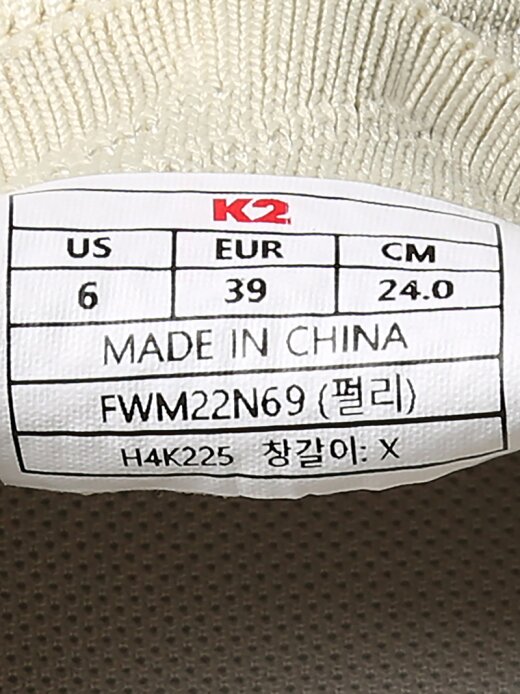 K2
US EUR CM
6 39 24.0
MADE IN CHINA
FWM22N69 (펄리)
H4K225 창갈이: X